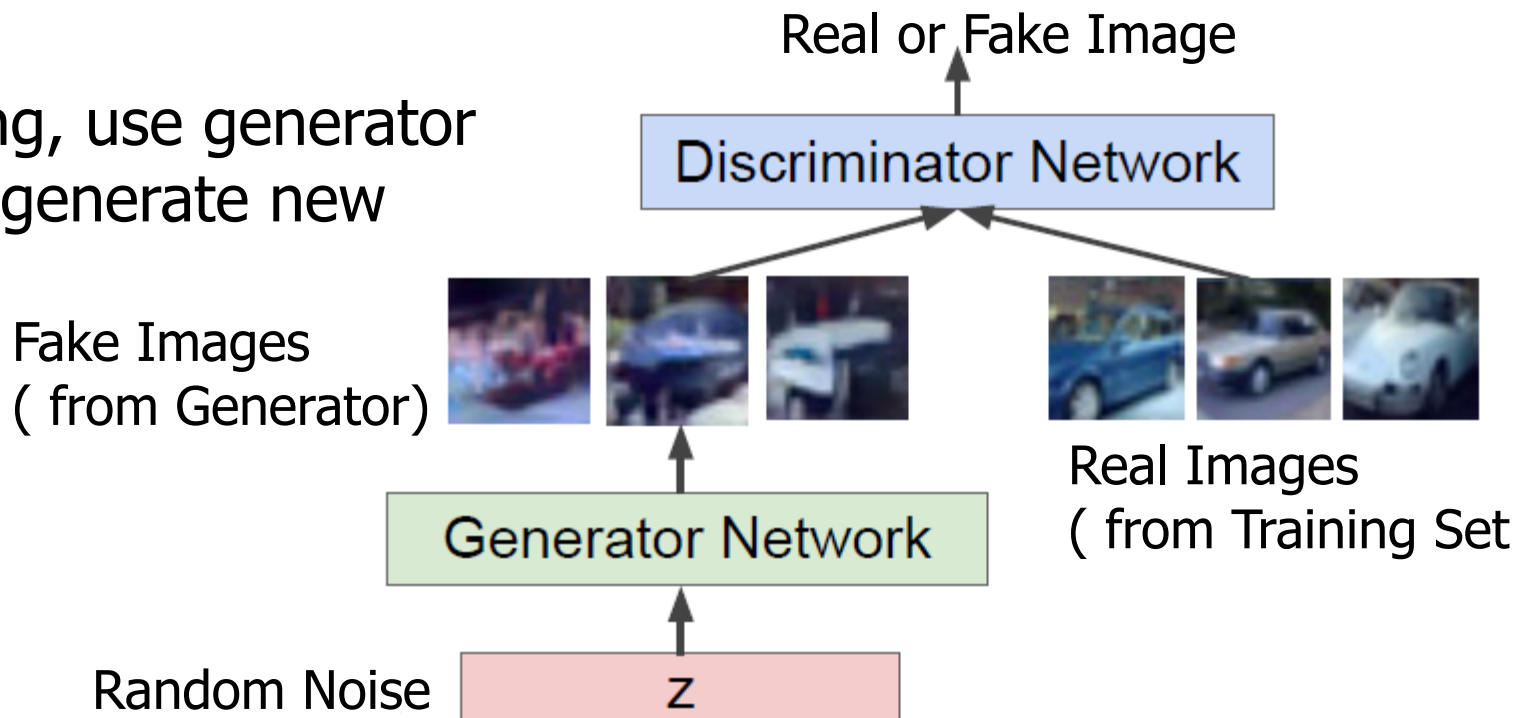 Real or Fake Image
ng, use generator
generate new
Discriminator Network
Fake Images
( from Generator)
Real Images
( from Training Set
Generator Network
Random Noise
z